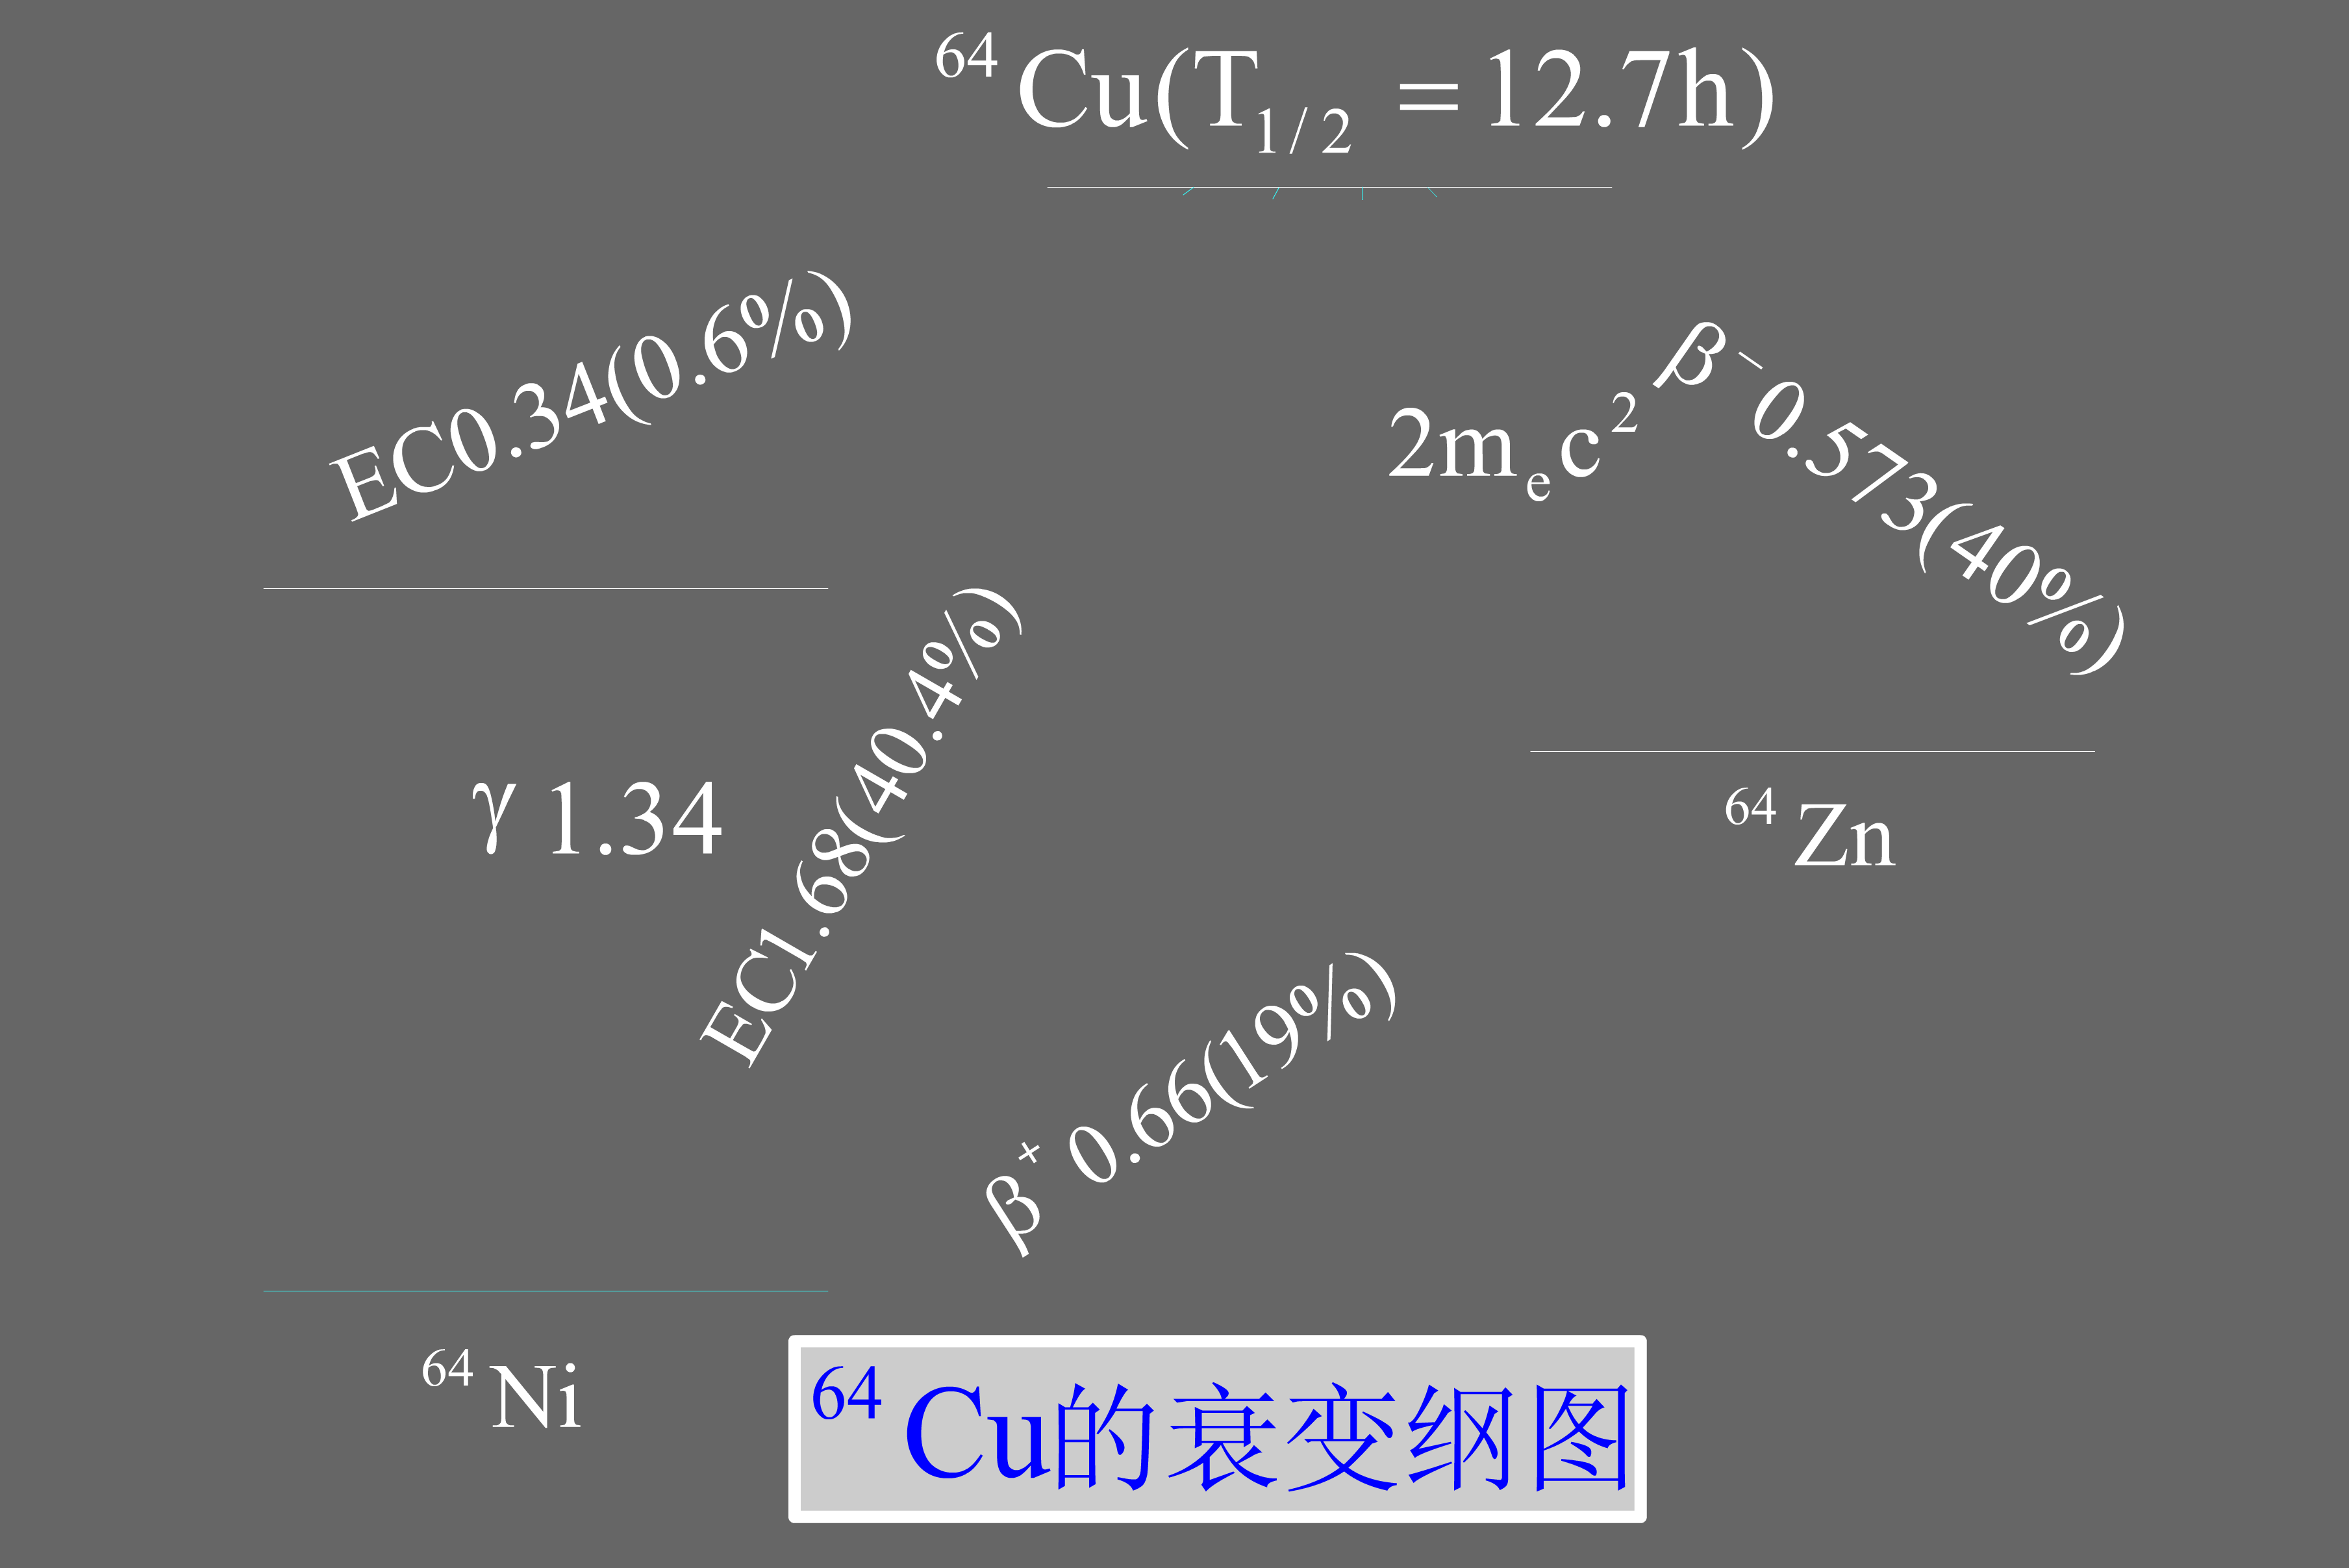 ⁶⁴Cu(T₁/₂ =12.7h)
EC0.34(0.6%)
2mₑc²
β⁻0.573(40%)
EC1.68(40.4%)
γ 1.34
⁶⁴Zn
β⁺ 0.66(19%)
⁶⁴Ni
⁶⁴Cu的衰变纲图